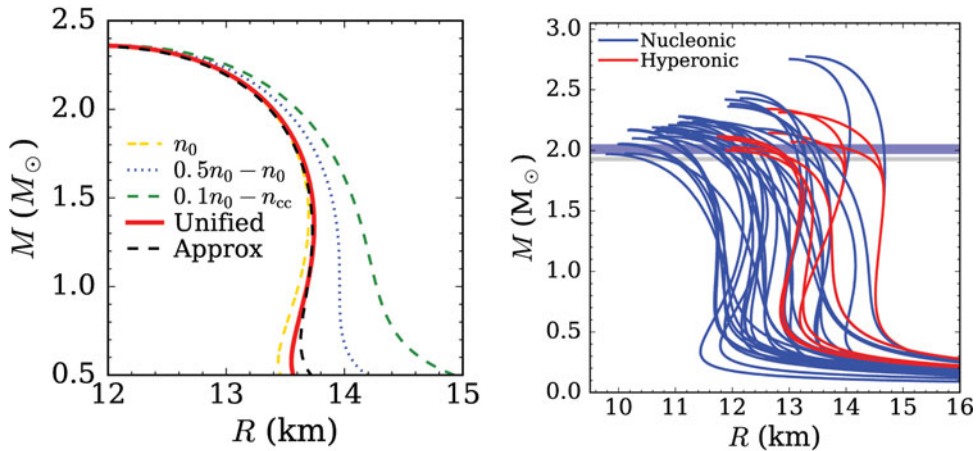 2.5
2.0
1.5
1.0
0.5
M (M⊙)
n₀
0.5n₀ − n₀
0.1n₀ − n_cc
Unified
Approx
12 13 14 15
R (km)
3.0
2.5
2.0
1.5
1.0
0.5
0.0
M (M⊙)
Nucleonic
Hyperonic
10 11 12 13 14 15 16
R (km)